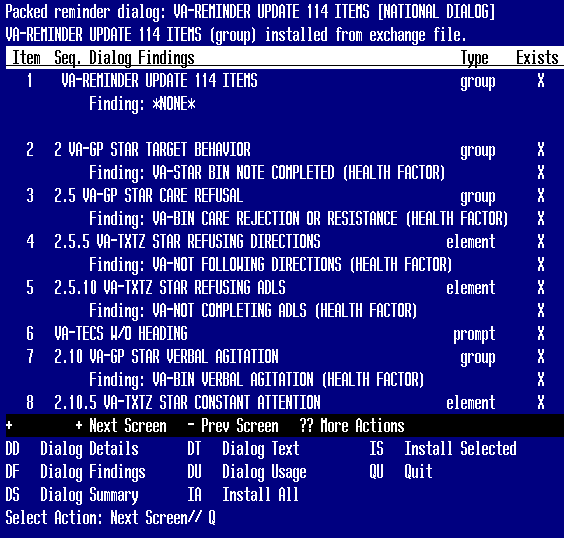 Packed reminder dialog: VA-REMINDER UPDATE 114 ITEMS [NATIONAL DIALOG]
VA-REMINDER UPDATE 114 ITEMS (group) installed from exchange file.
Item Seq. Dialog Findings Type Exists
1 VA-REMINDER UPDATE 114 ITEMS group X
Finding: *NONE*
2 2 VA-GP STAR TARGET BEHAVIOR group X
Finding: VA-STAR BIN NOTE COMPLETED (HEALTH FACTOR) X
3 2.5 VA-GP STAR CARE REFUSAL group X
Finding: VA-BIN CARE REJECTION OR RESISTANCE (HEALTH FACTOR) X
4 2.5.5 VA-TXTZ STAR REFUSING DIRECTIONS element X
Finding: VA-NOT FOLLOWING DIRECTIONS (HEALTH FACTOR) X
5 2.5.10 VA-TXTZ STAR REFUSING ADLS element X
Finding: VA-NOT COMPLETING ADLS (HEALTH FACTOR) X
6 VA-TECS W/O HEADING prompt X
7 2.10 VA-GP STAR VERBAL AGITATION group X
Finding: VA-BIN VERBAL AGITATION (HEALTH FACTOR) X
8 2.10.5 VA-TXTZ STAR CONSTANT ATTENTION element X
+ + Next Screen - Prev Screen ?? More Actions
DD Dialog Details DT Dialog Text IS Install Selected
DF Dialog Findings DU Dialog Usage QU Quit
DS Dialog Summary IA Install All
Select Action: Next Screen// Q